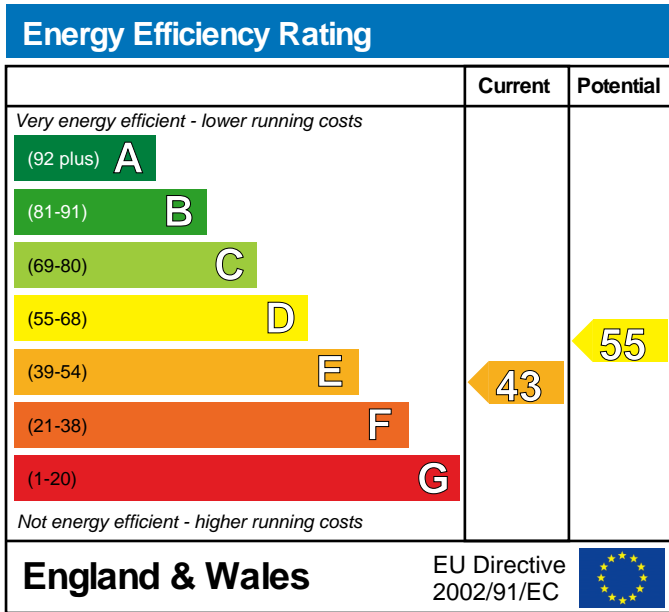 Energy Efficiency Rating
Current Potential
Very energy efficient - lower running costs
(92 plus) A
(81-91) B
(69-80) C
(55-68) D
55
(39-54) E
43
(21-38) F
(1-20) G
Not energy efficient - higher running costs
England & Wales
EU Directive
2002/91/EC